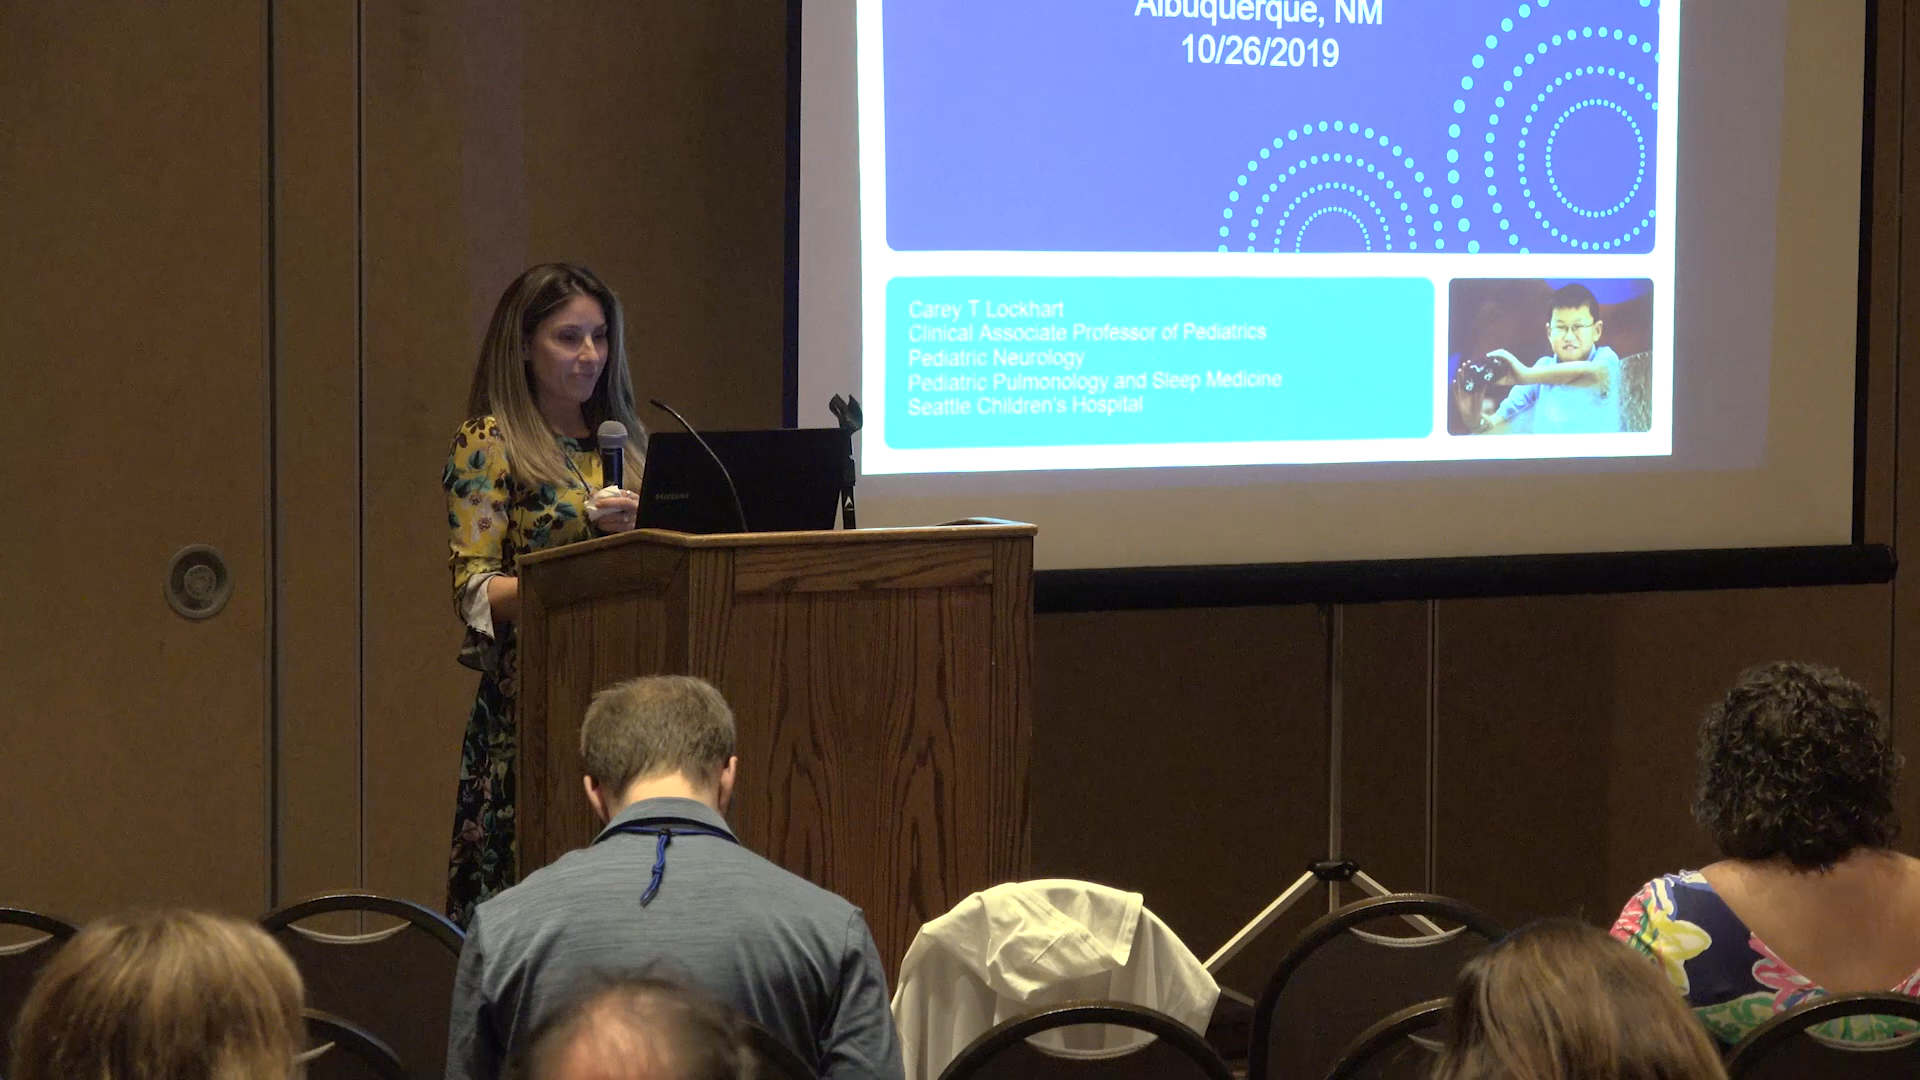 Albuquerque, NM
10/26/2019
Carey T Lockhart
Clinical Associate Professor of Pediatrics
Pediatric Neurology
Pediatric Pulmonology and Sleep Medicine
Seattle Children's Hospital
SAMSUNG